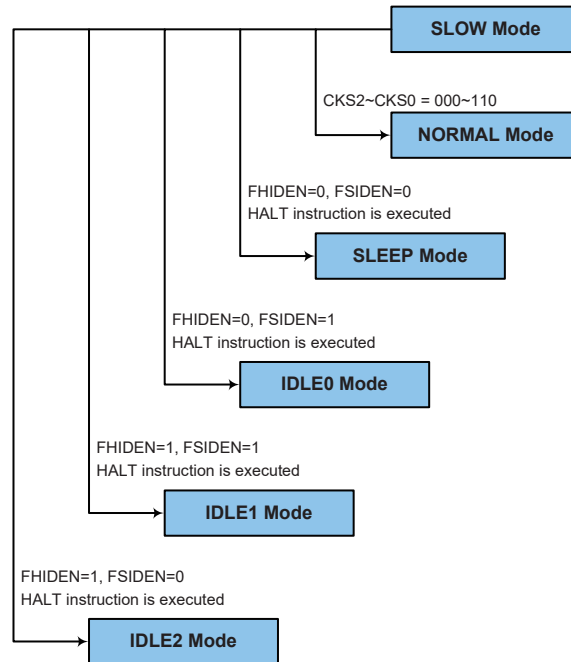 SLOW Mode
CKS2~CKS0 = 000~110
NORMAL Mode
FHIDEN=0, FSIDEN=0
HALT instruction is executed
SLEEP Mode
FHIDEN=0, FSIDEN=1
HALT instruction is executed
IDLE0 Mode
FHIDEN=1, FSIDEN=1
HALT instruction is executed
IDLE1 Mode
FHIDEN=1, FSIDEN=0
HALT instruction is executed
IDLE2 Mode